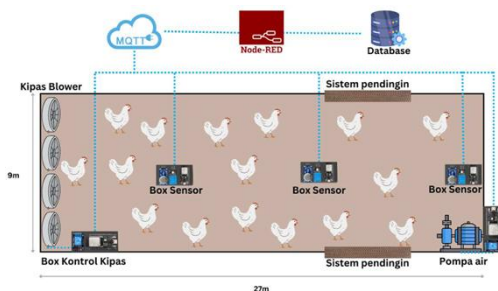 MQTT
Node-RED
Database
Kipas Blower
Sistem pendingin
9m
Box Sensor
Box Sensor
Box Sensor
Box Kontrol Kipas
Sistem pendingin
Pompa air
27m